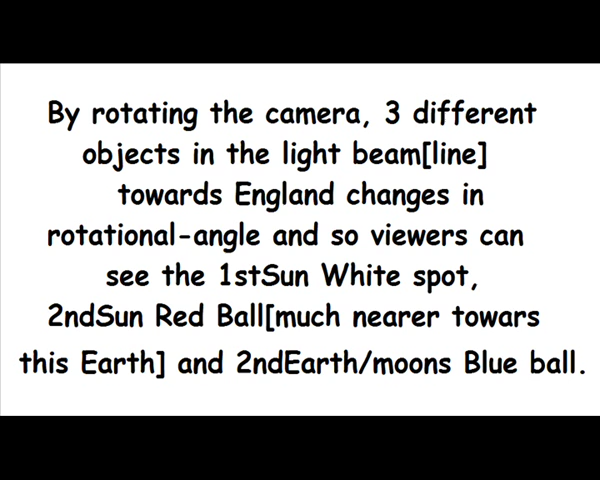 By rotating the camera, 3 different
objects in the light beam[line]
towards England changes in
rotational-angle and so viewers can
see the 1stSun White spot,
2ndSun Red Ball[much nearer towars
this Earth] and 2ndEarth/moons Blue ball.